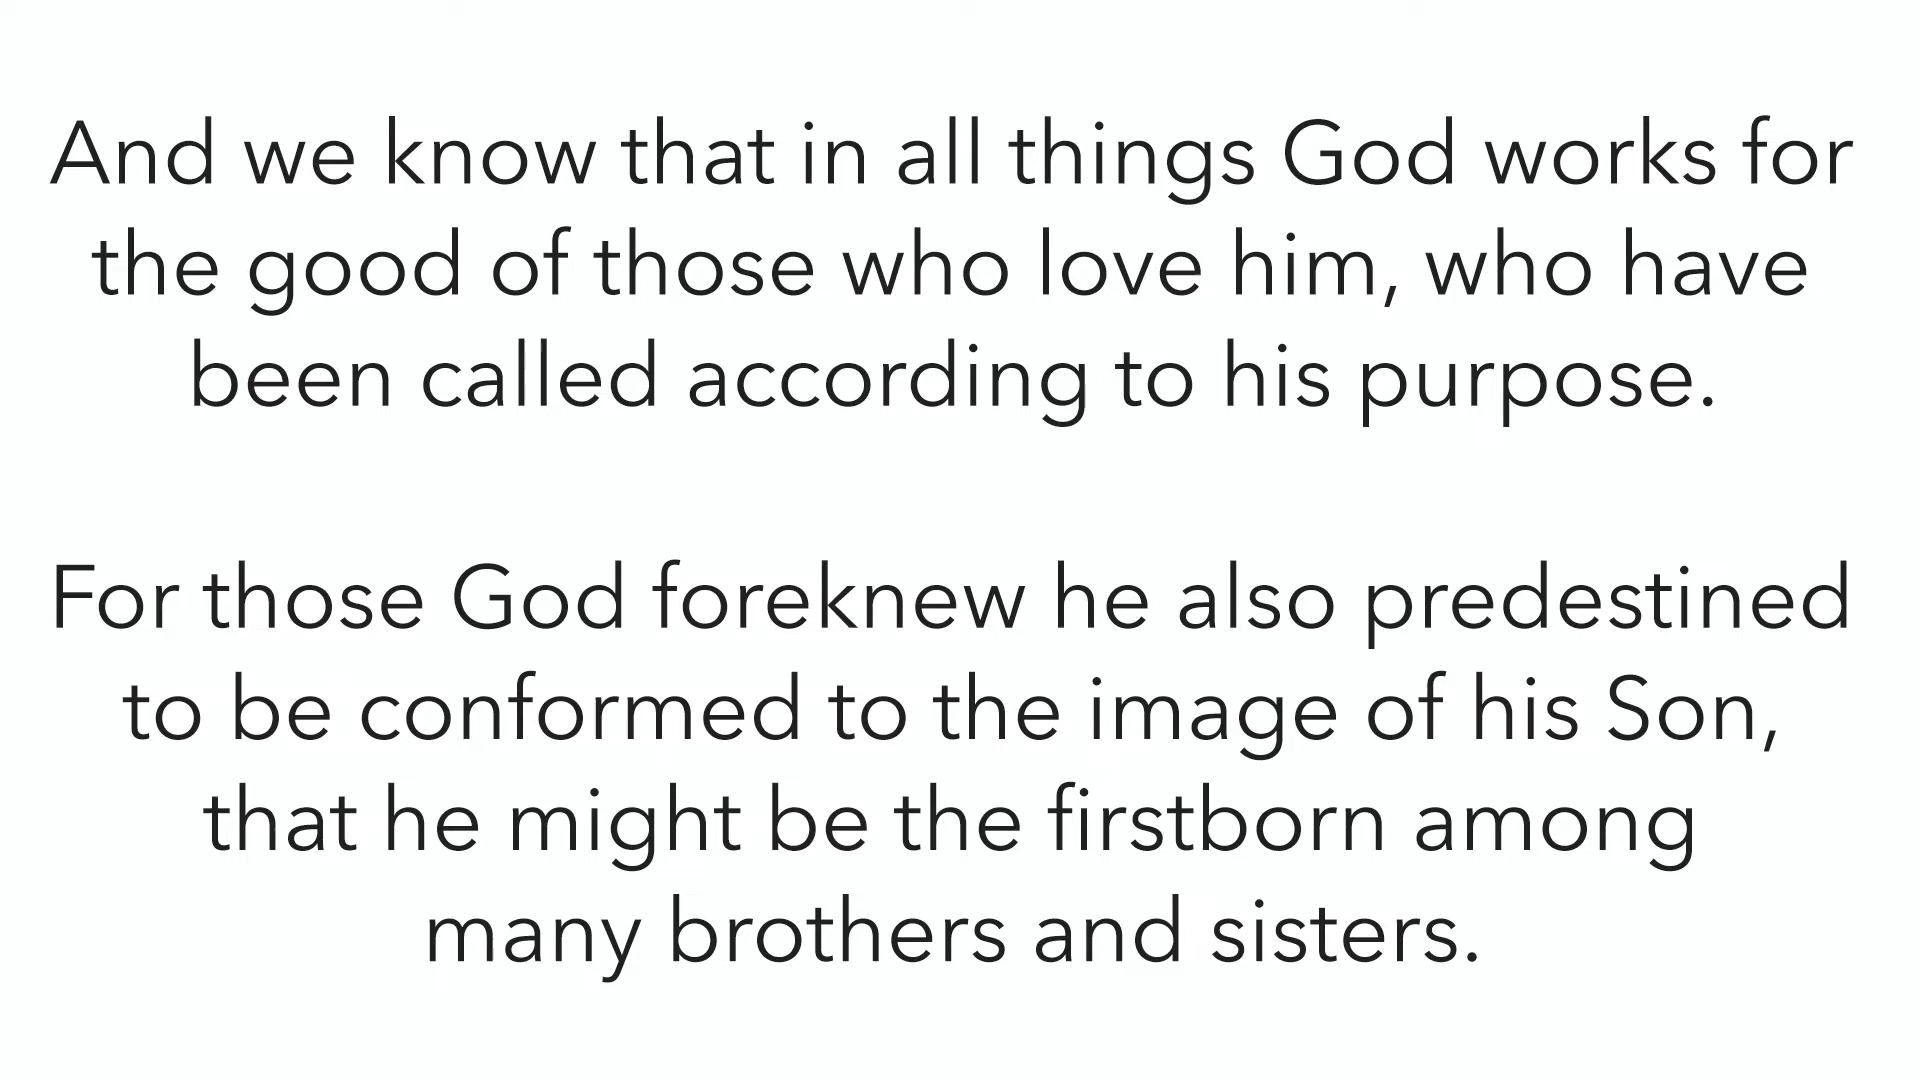 And we know that in all things God works for
the good of those who love him, who have
been called according to his purpose.
For those God foreknew he also predestined
to be conformed to the image of his Son,
that he might be the firstborn among
many brothers and sisters.